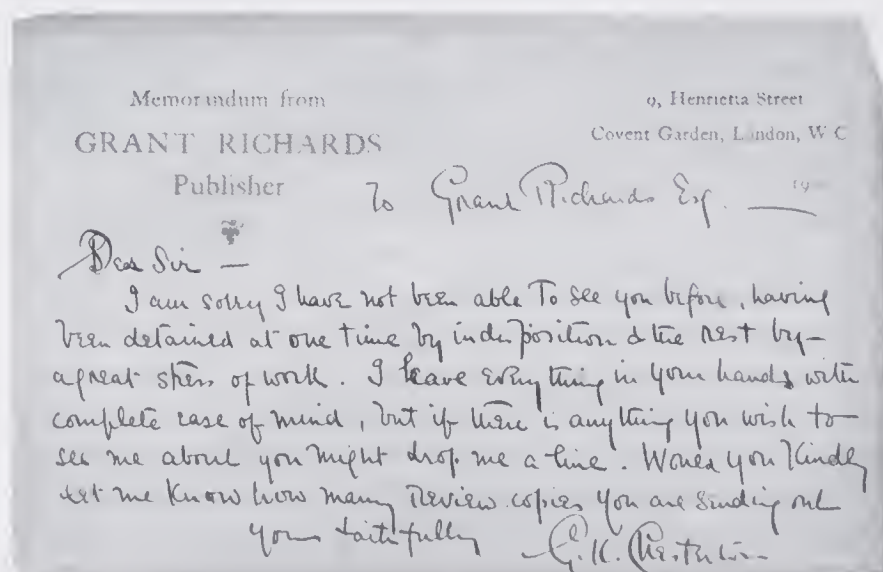 Memorandum from
GRANT RICHARDS
Publisher
9, Henrietta Street
Covent Garden, London, W C
To Grant Richards Esq. — 19
Dear Sir —
I am sorry I have not been able to see you before, having
been detained at one time by indisposition & the rest by
a great stress of work. I leave everything in your hands with
complete ease of mind, but if there is anything you wish to
see me about you might drop me a line. Would you kindly
let me know how many review copies you are sending out
Yours faithfully G. K. Chesterton